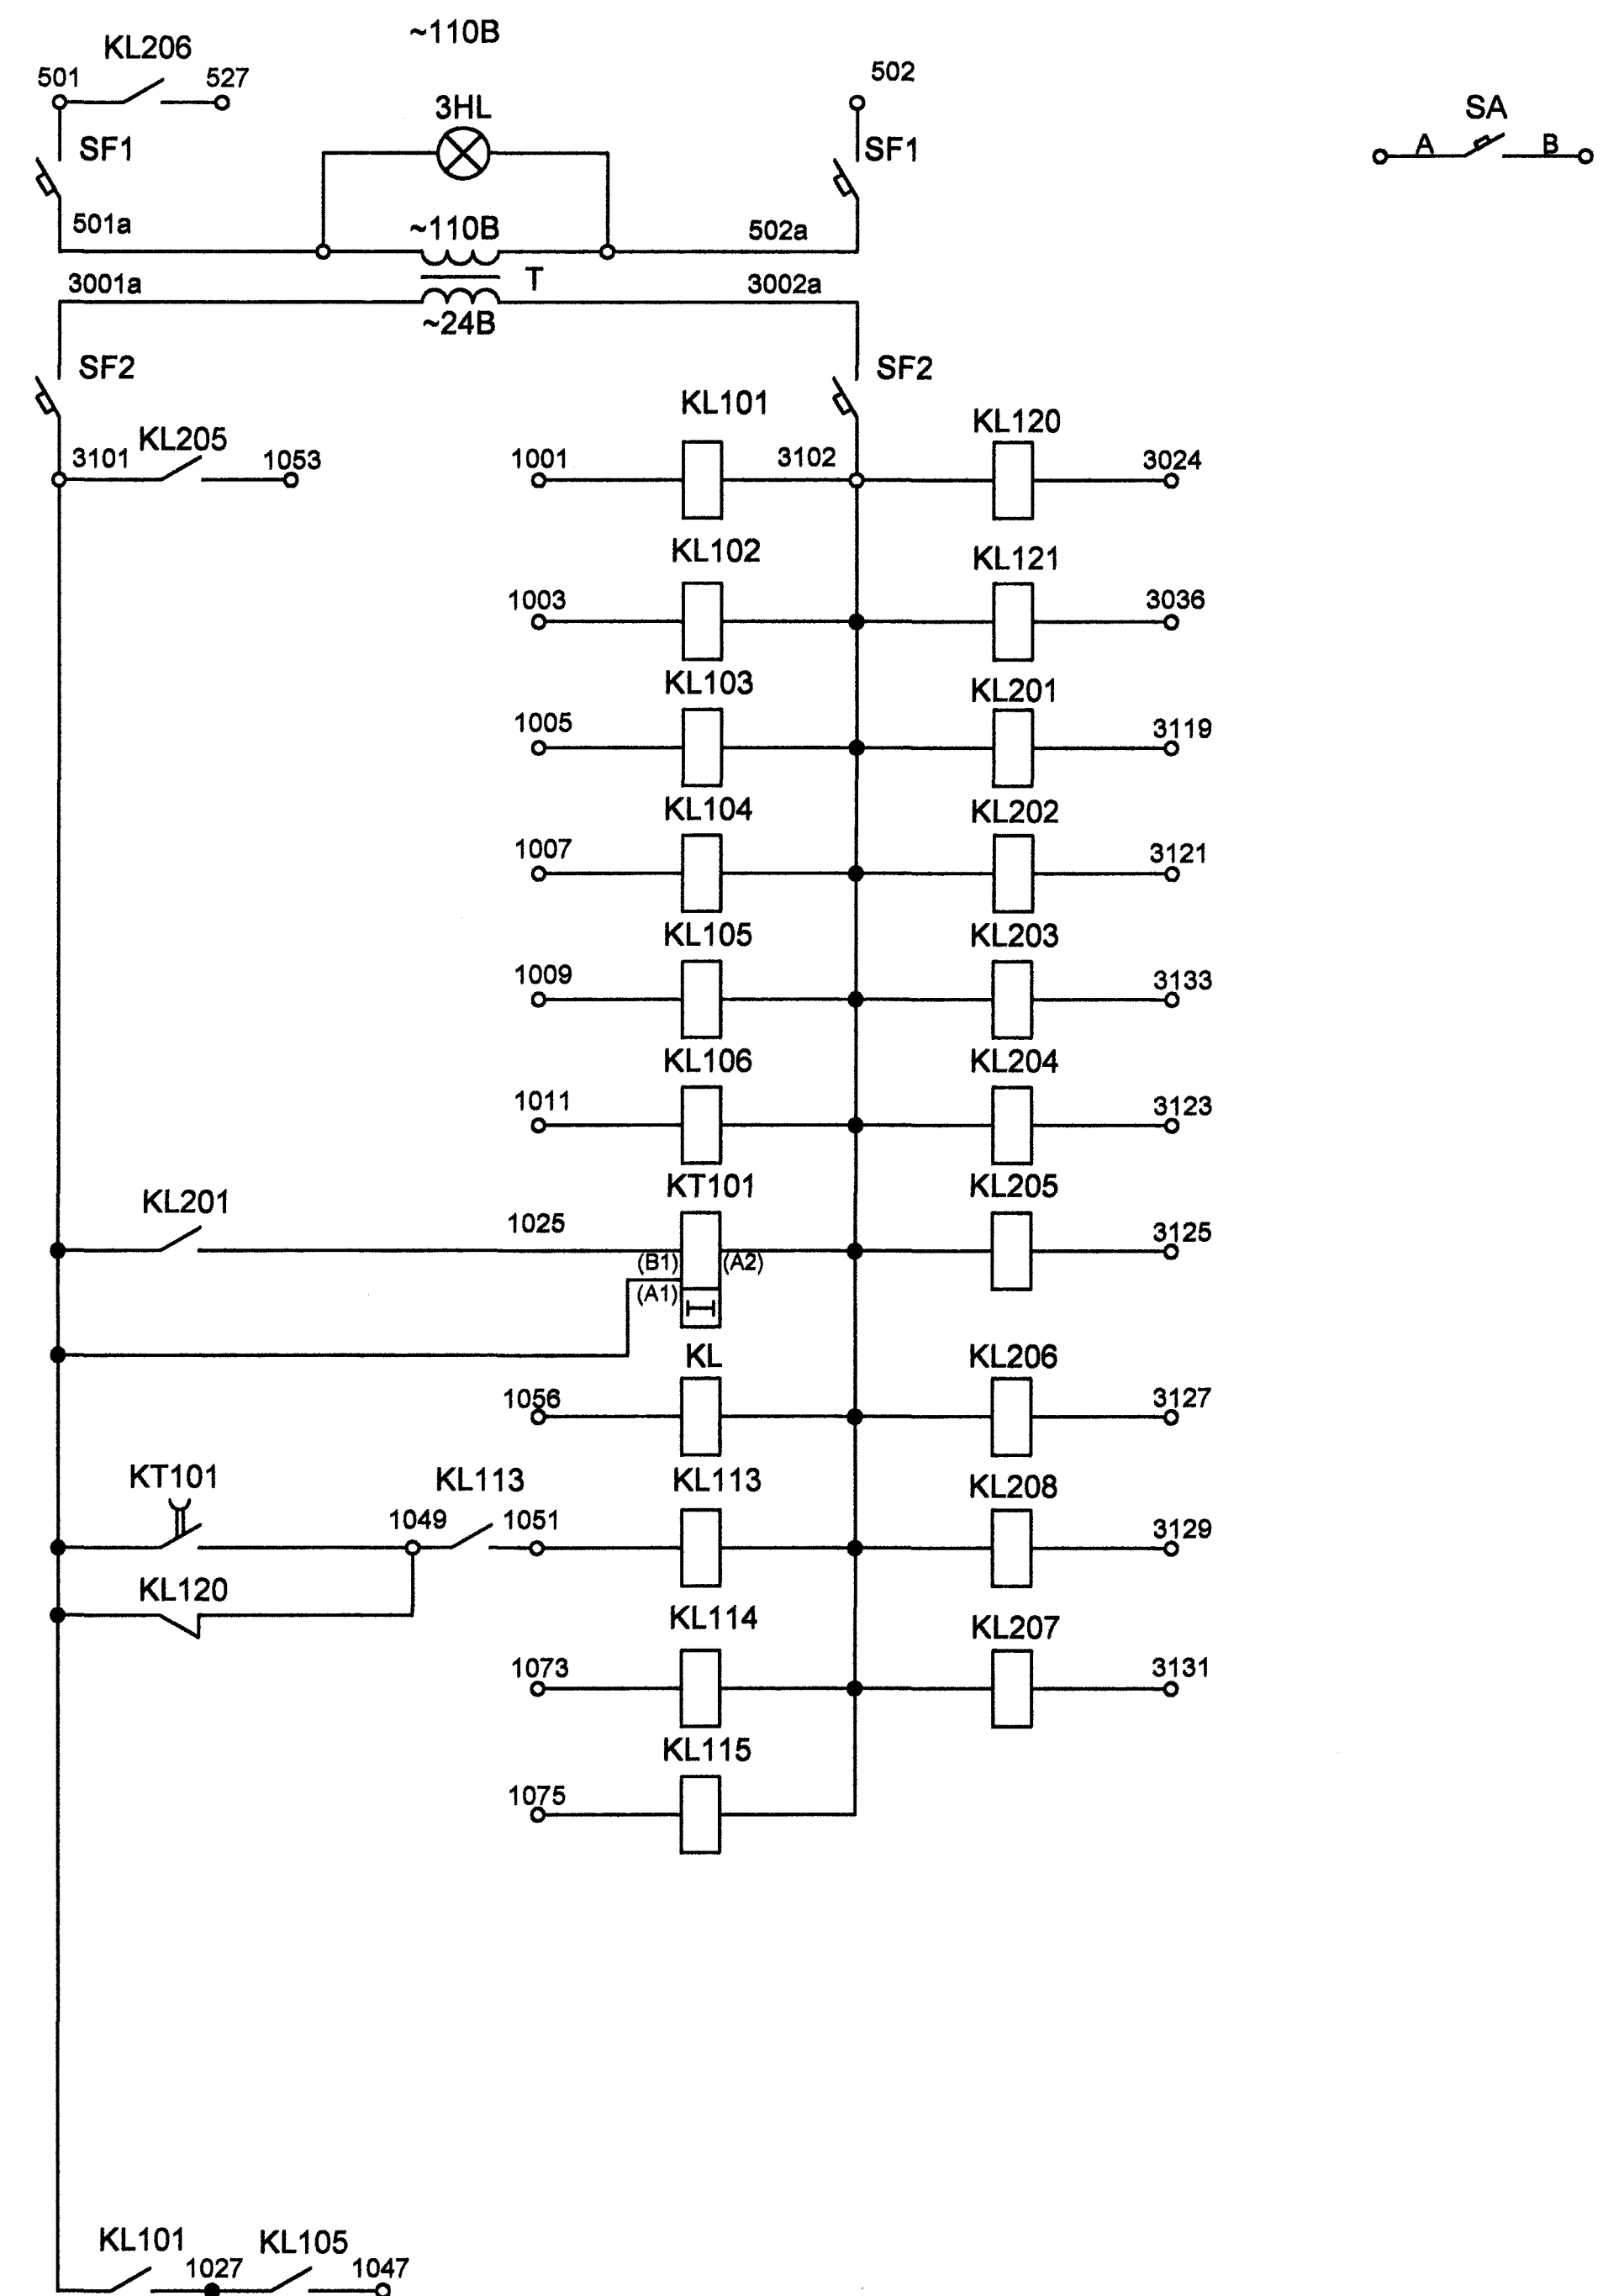 ~110В
KL206
501 527 502
3HL SA
SF1 SF1 A B
501a ~110В 502a
T
3001a 3002a
~24В
SF2 SF2
KL101 KL120
3101 KL205 1053 1001 3102 3024
KL102 KL121
1003 3036
KL103 KL201
1005 3119
KL104 KL202
1007 3121
KL105 KL203
1009 3133
KL106 KL204
1011 3123
KT101 KL205
KL201 1025 3125
(B1) (A2)
(A1)
KL KL206
1056 3127
KT101 KL113 KL113 KL208
1049 1051 3129
KL120
KL114 KL207
1073 3131
KL115
1075
KL101 KL105
1027 1047